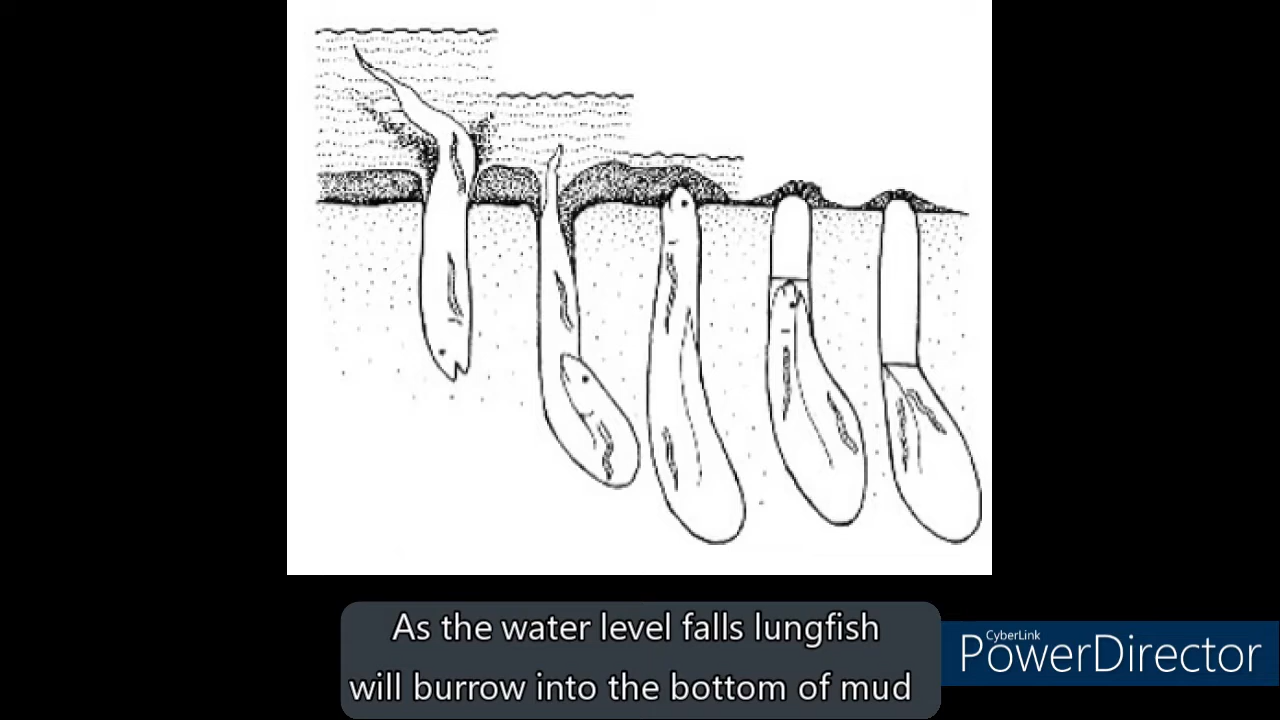 As the water level falls lungfish
will burrow into the bottom of mud
CyberLink
PowerDirector